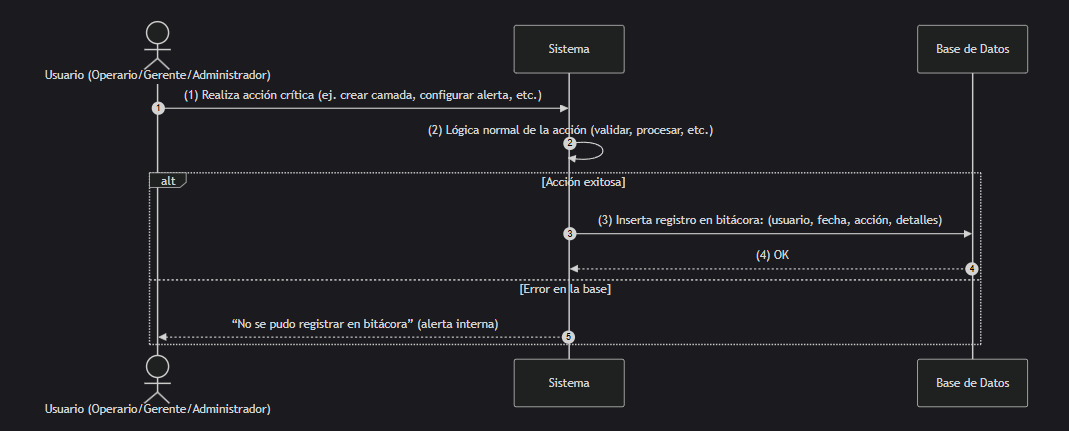 Usuario (Operario/Gerente/Administrador)
Sistema
Base de Datos
1
(1) Realiza acción crítica (ej. crear camada, configurar alerta, etc.)
(2) Lógica normal de la acción (validar, procesar, etc.)
2
alt
[Acción exitosa]
(3) Inserta registro en bitácora: (usuario, fecha, acción, detalles)
3
(4) OK
4
[Error en la base]
“No se pudo registrar en bitácora” (alerta interna)
5
Usuario (Operario/Gerente/Administrador)
Sistema
Base de Datos